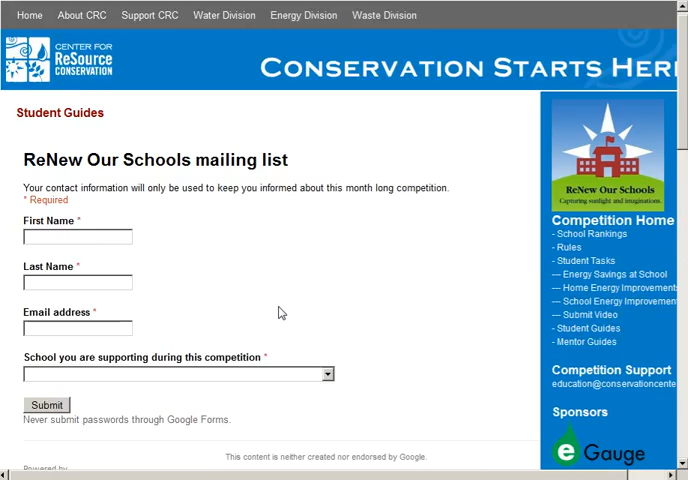 Home About CRC Support CRC Water Division Energy Division Waste Division
CENTER FOR
ReSource
CONSERVATION
CONSERVATION STARTS HER
Student Guides
ReNew Our Schools mailing list
Your contact information will only be used to keep you informed about this month long competition.
* Required
First Name *
Last Name *
Email address *
School you are supporting during this competition *
Submit
Never submit passwords through Google Forms.
This content is neither created nor endorsed by Google.
Powered by
ReNew Our Schools
Capturing sunlight and imaginations.
Competition Home
- School Rankings
- Rules
- Student Tasks
--- Energy Savings at School
--- Home Energy Improvements
--- School Energy Improvement
--- Submit Video
- Student Guides
- Mentor Guides
Competition Support
education@conservationcente
Sponsors
eGauge